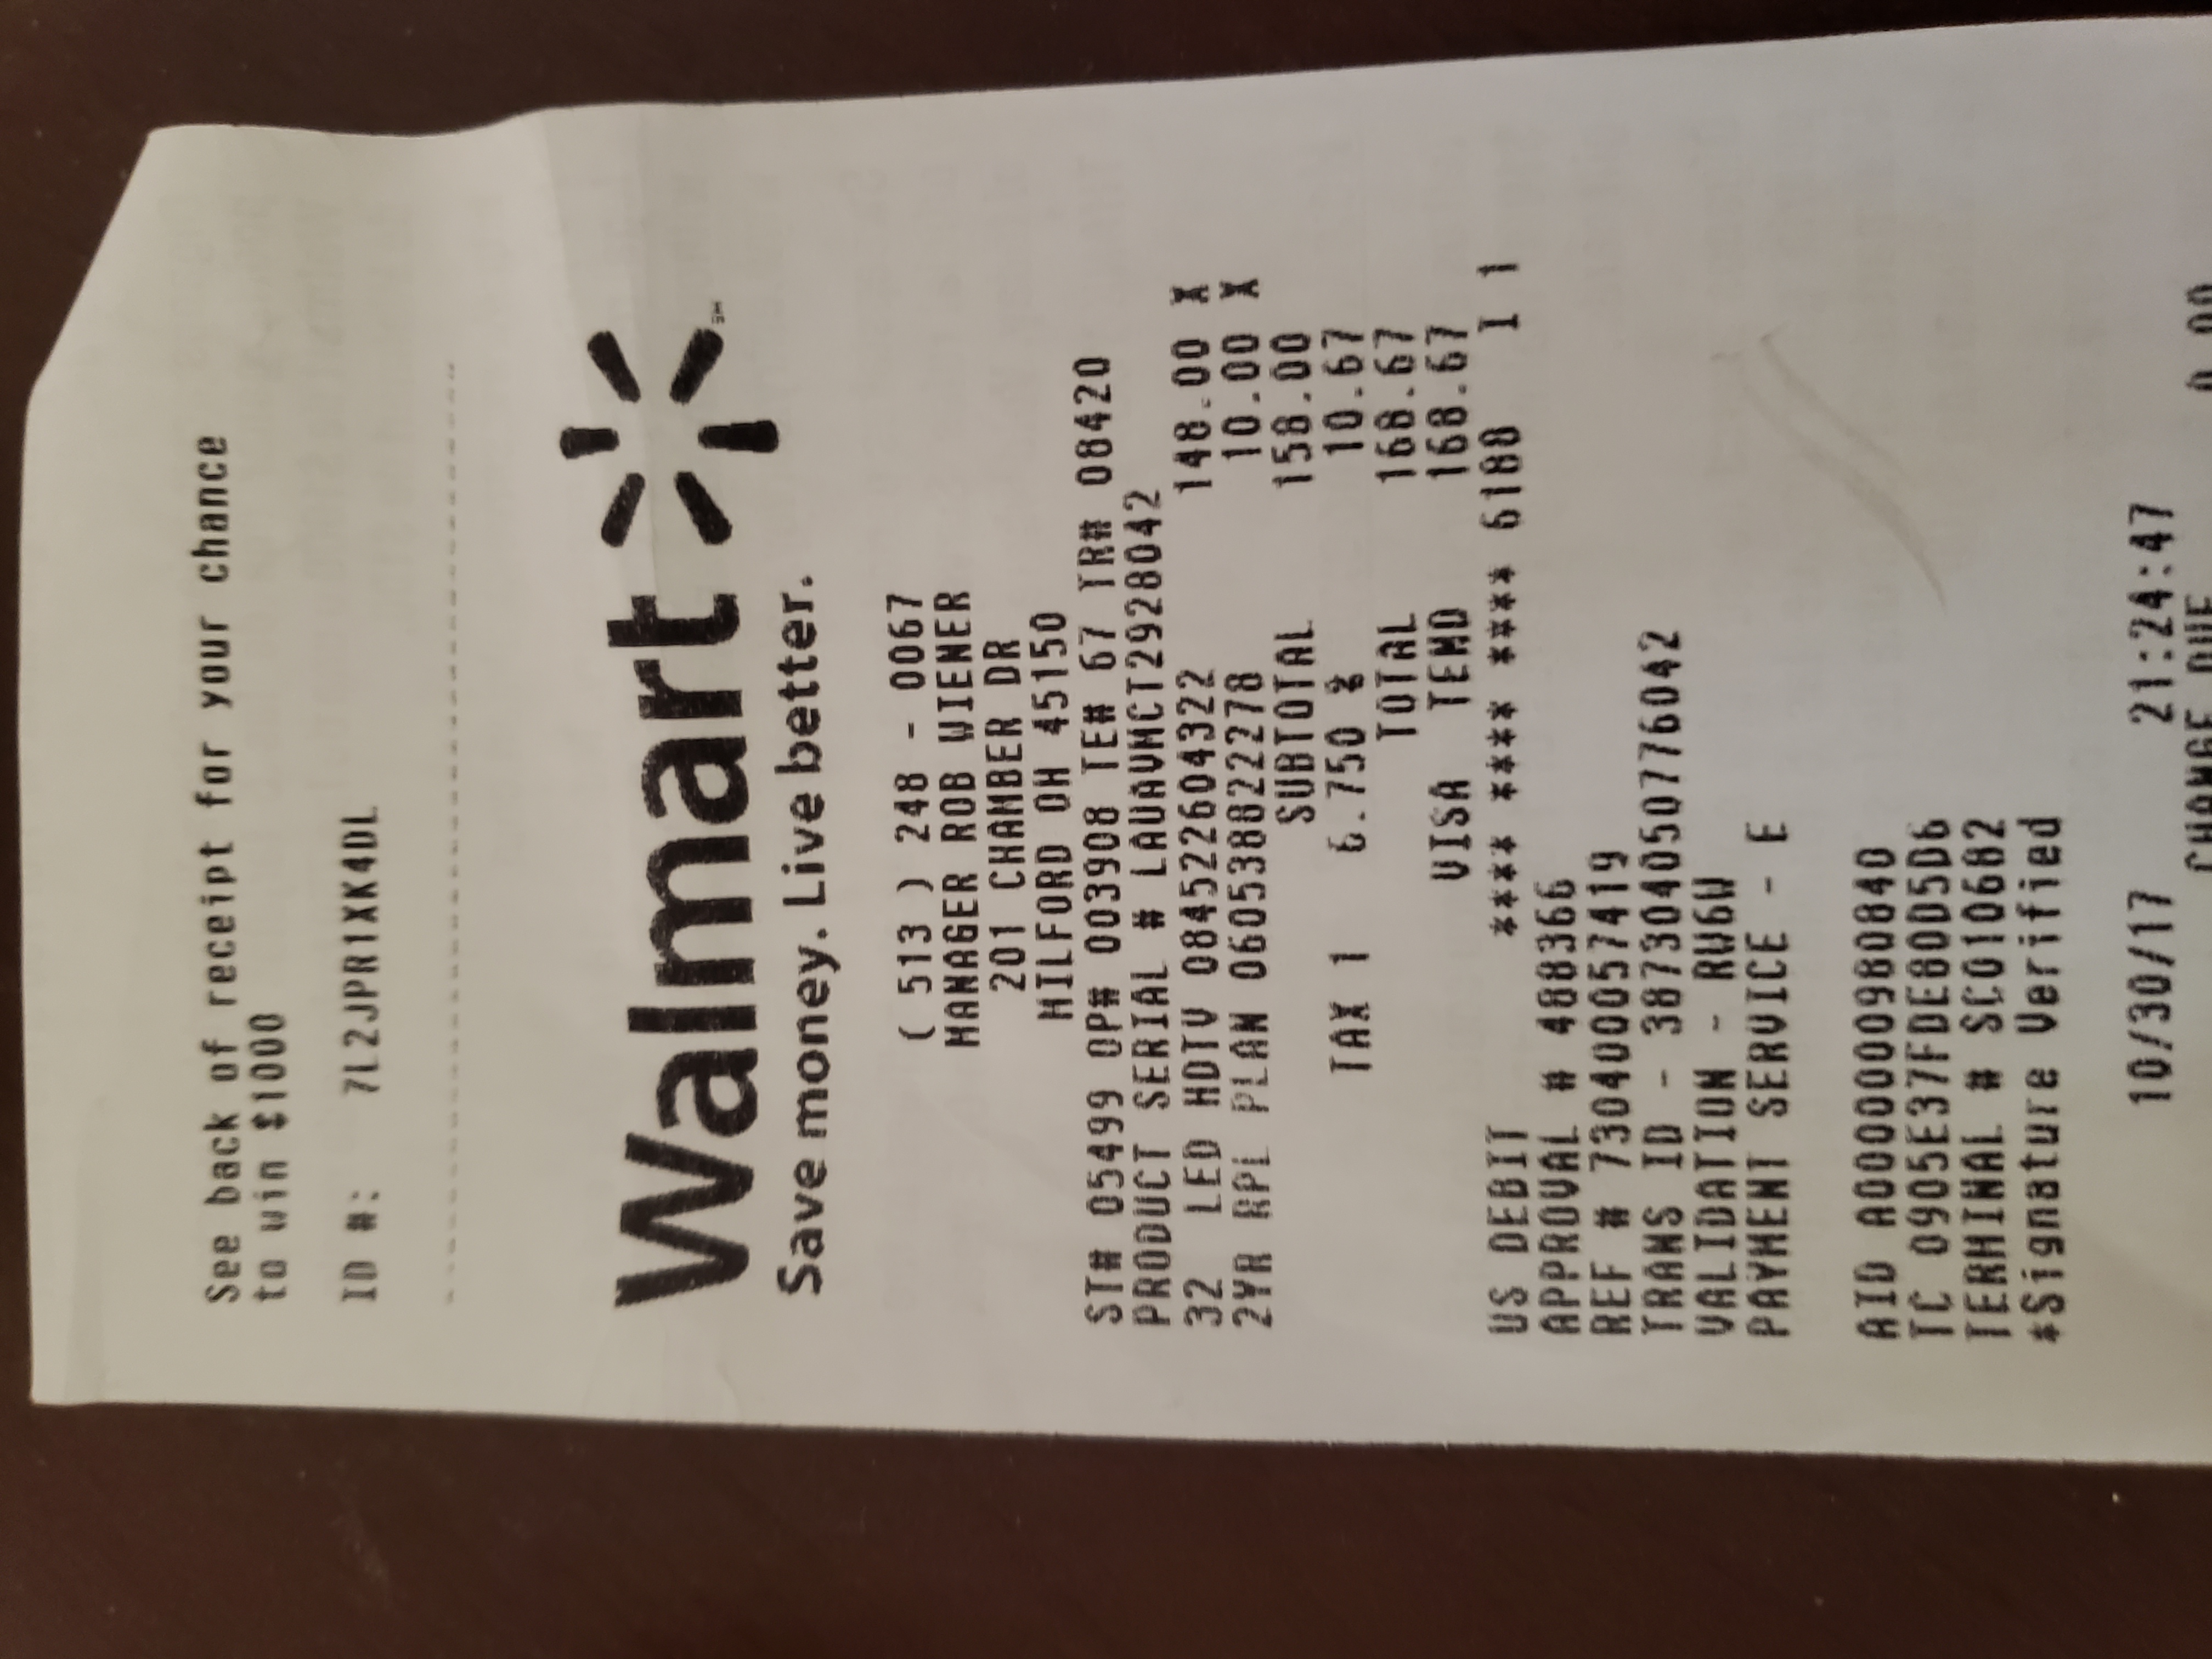 See back of receipt for your chance
to win $1000
ID #: 7L2JPR1XK4DL
Walmart
Save money. Live better.
( 513 ) 248 - 0067
MANAGER ROB WIENER
201 CHAMBER DR
MILFORD OH 45150
ST# 05499 OP# 003908 TE# 67 TR# 08420
PRODUCT SERIAL # LAUAVMCT2928042
32 LED HDTV 084522604322 148.00 X
2YR RPL PLAN 060538822278 10.00 X
SUBTOTAL 158.00
TAX 1 6.750 % 10.67
TOTAL 168.67
VISA TEND 168.67
US DEBIT **** **** **** 6180 I 1
APPROVAL # 488366
REF # 730400057419
TRANS ID - 387304050776042
VALIDATION - RW6W
PAYMENT SERVICE - E
AID A0000000980840
TC 0905E37FDE80D5D6
TERMINAL # SC010682
*Signature Verified
10/30/17 21:24:47
CHANGE DUE 0.00